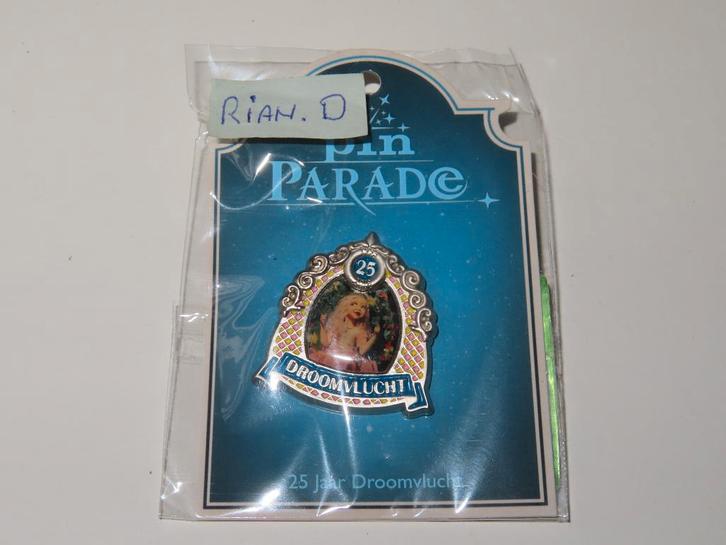 RIAN. D
pin
PARADE
25
DROOMVLUCHT
25 Jaar Droomvlucht